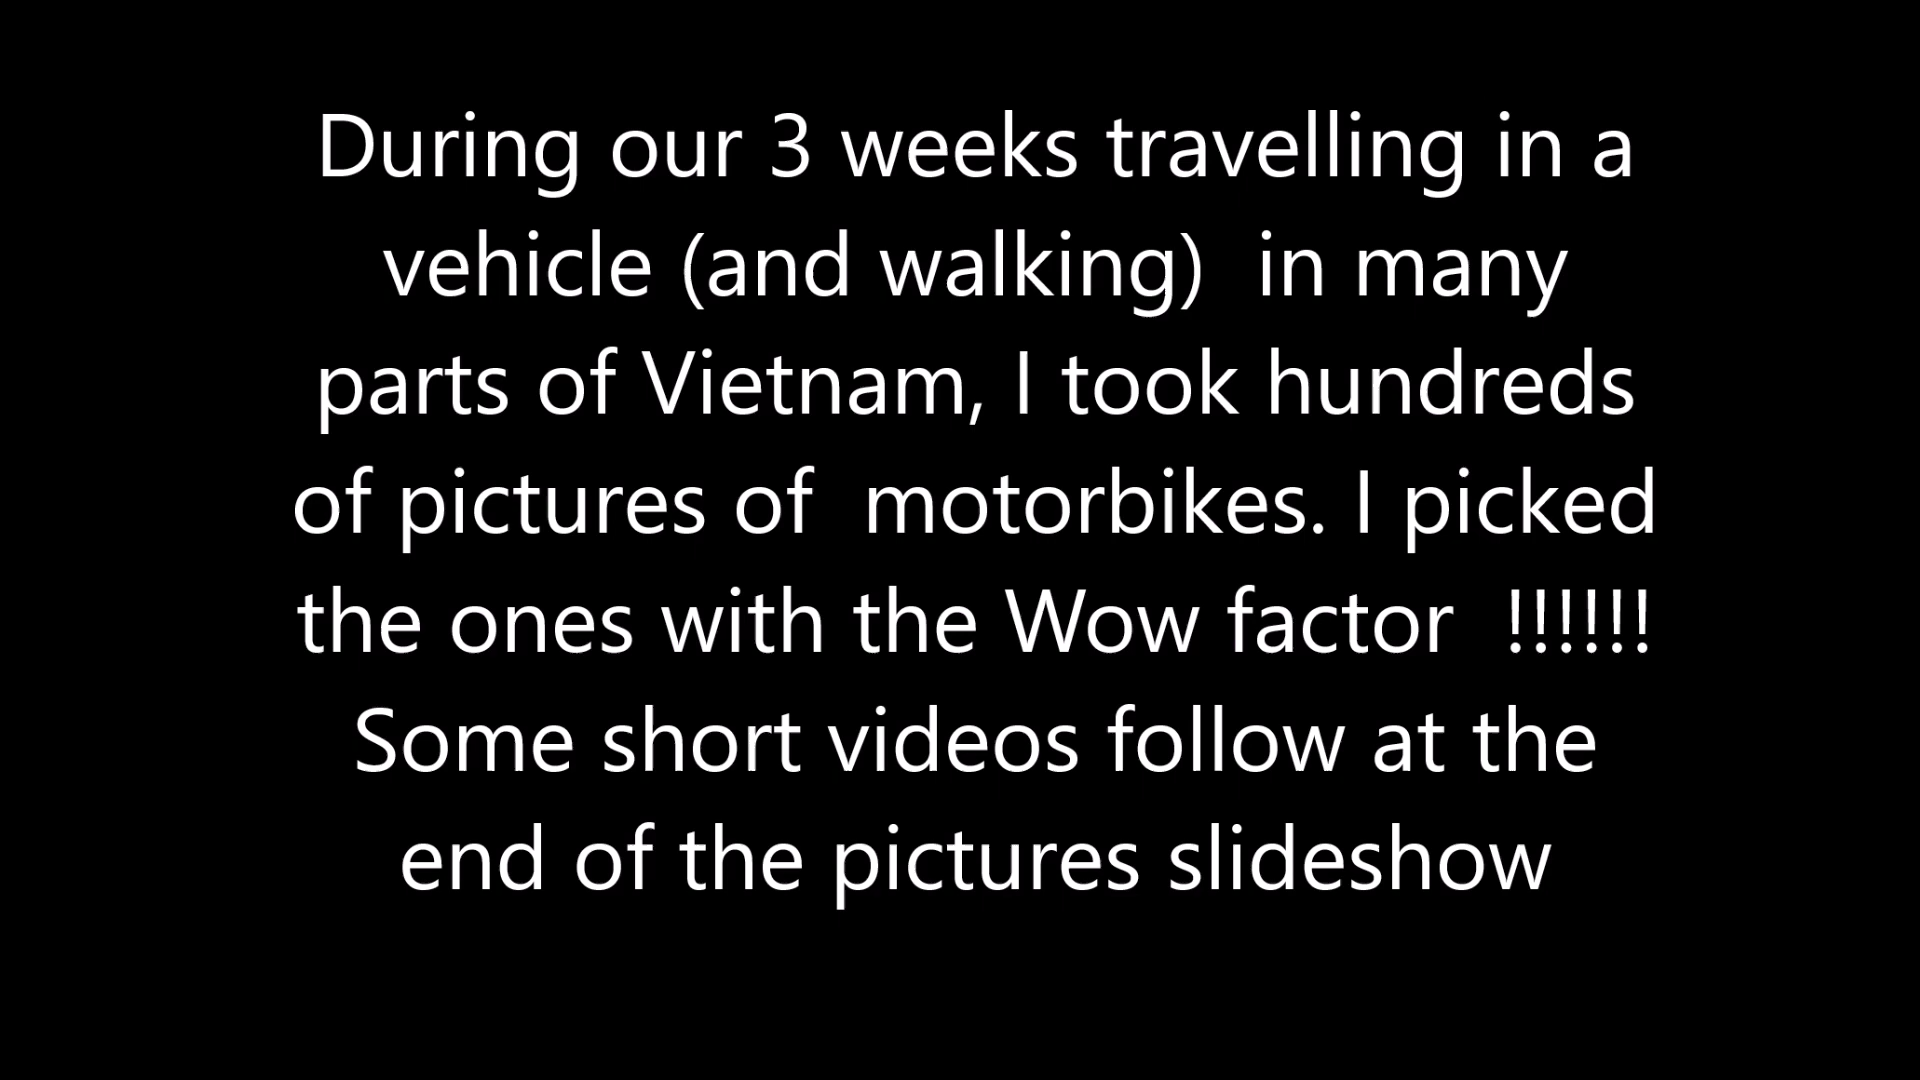 During our 3 weeks travelling in a
vehicle (and walking)  in many
parts of Vietnam, I took hundreds
of pictures of  motorbikes. I picked
the ones with the Wow factor  !!!!!!
Some short videos follow at the
end of the pictures slideshow